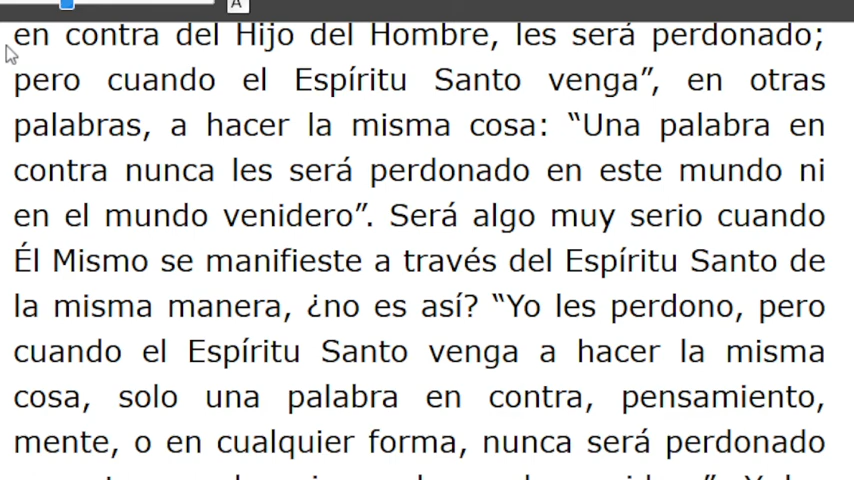 A
en contra del Hijo del Hombre, les será perdonado;
pero cuando el Espíritu Santo venga”, en otras
palabras, a hacer la misma cosa: “Una palabra en
contra nunca les será perdonado en este mundo ni
en el mundo venidero”. Será algo muy serio cuando
Él Mismo se manifieste a través del Espíritu Santo de
la misma manera, ¿no es así? “Yo les perdono, pero
cuando el Espíritu Santo venga a hacer la misma
cosa, solo una palabra en contra, pensamiento,
mente, o en cualquier forma, nunca será perdonado